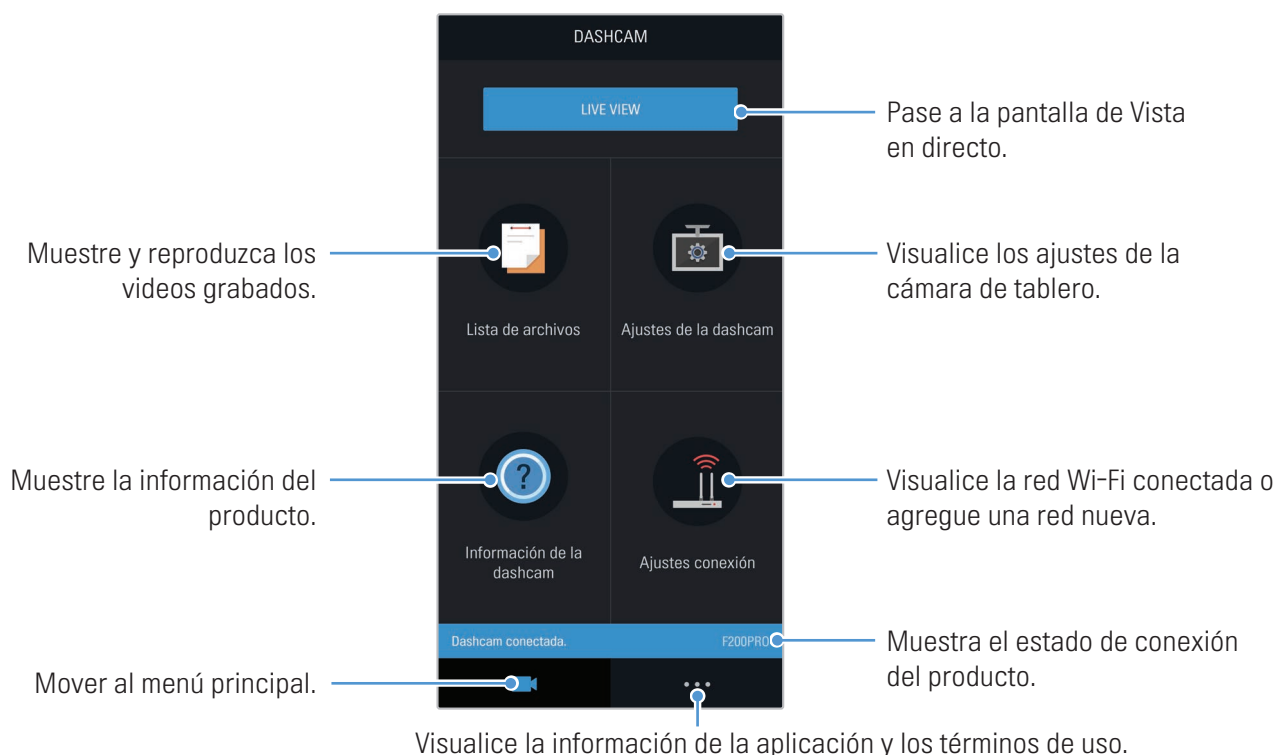 DASHCAM
LIVE VIEW
Pase a la pantalla de Vista
en directo.
Muestre y reproduzca los
videos grabados.
Lista de archivos
Ajustes de la dashcam
Visualice los ajustes de la
cámara de tablero.
Muestre la información del
producto.
?
Información de la
dashcam
Ajustes conexión
Visualice la red Wi-Fi conectada o
agregue una red nueva.
Dashcam conectada.
F200PRO
Muestra el estado de conexión
del producto.
Mover al menú principal.
Visualice la información de la aplicación y los términos de uso.